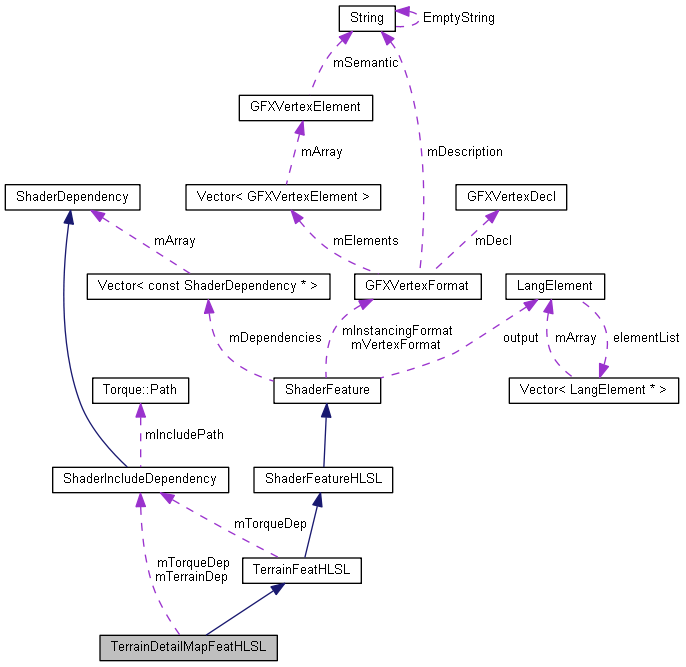 String
EmptyString
mSemantic
GFXVertexElement
mArray
mDescription
ShaderDependency
Vector< GFXVertexElement >
GFXVertexDecl
mArray
mElements
mDecl
Vector< const ShaderDependency * >
GFXVertexFormat
LangElement
mDependencies
mInstancingFormat
mVertexFormat
output
mArray
elementList
Torque::Path
ShaderFeature
Vector< LangElement * >
mIncludePath
ShaderIncludeDependency
ShaderFeatureHLSL
mTorqueDep
mTorqueDep
mTerrainDep
TerrainFeatHLSL
TerrainDetailMapFeatHLSL